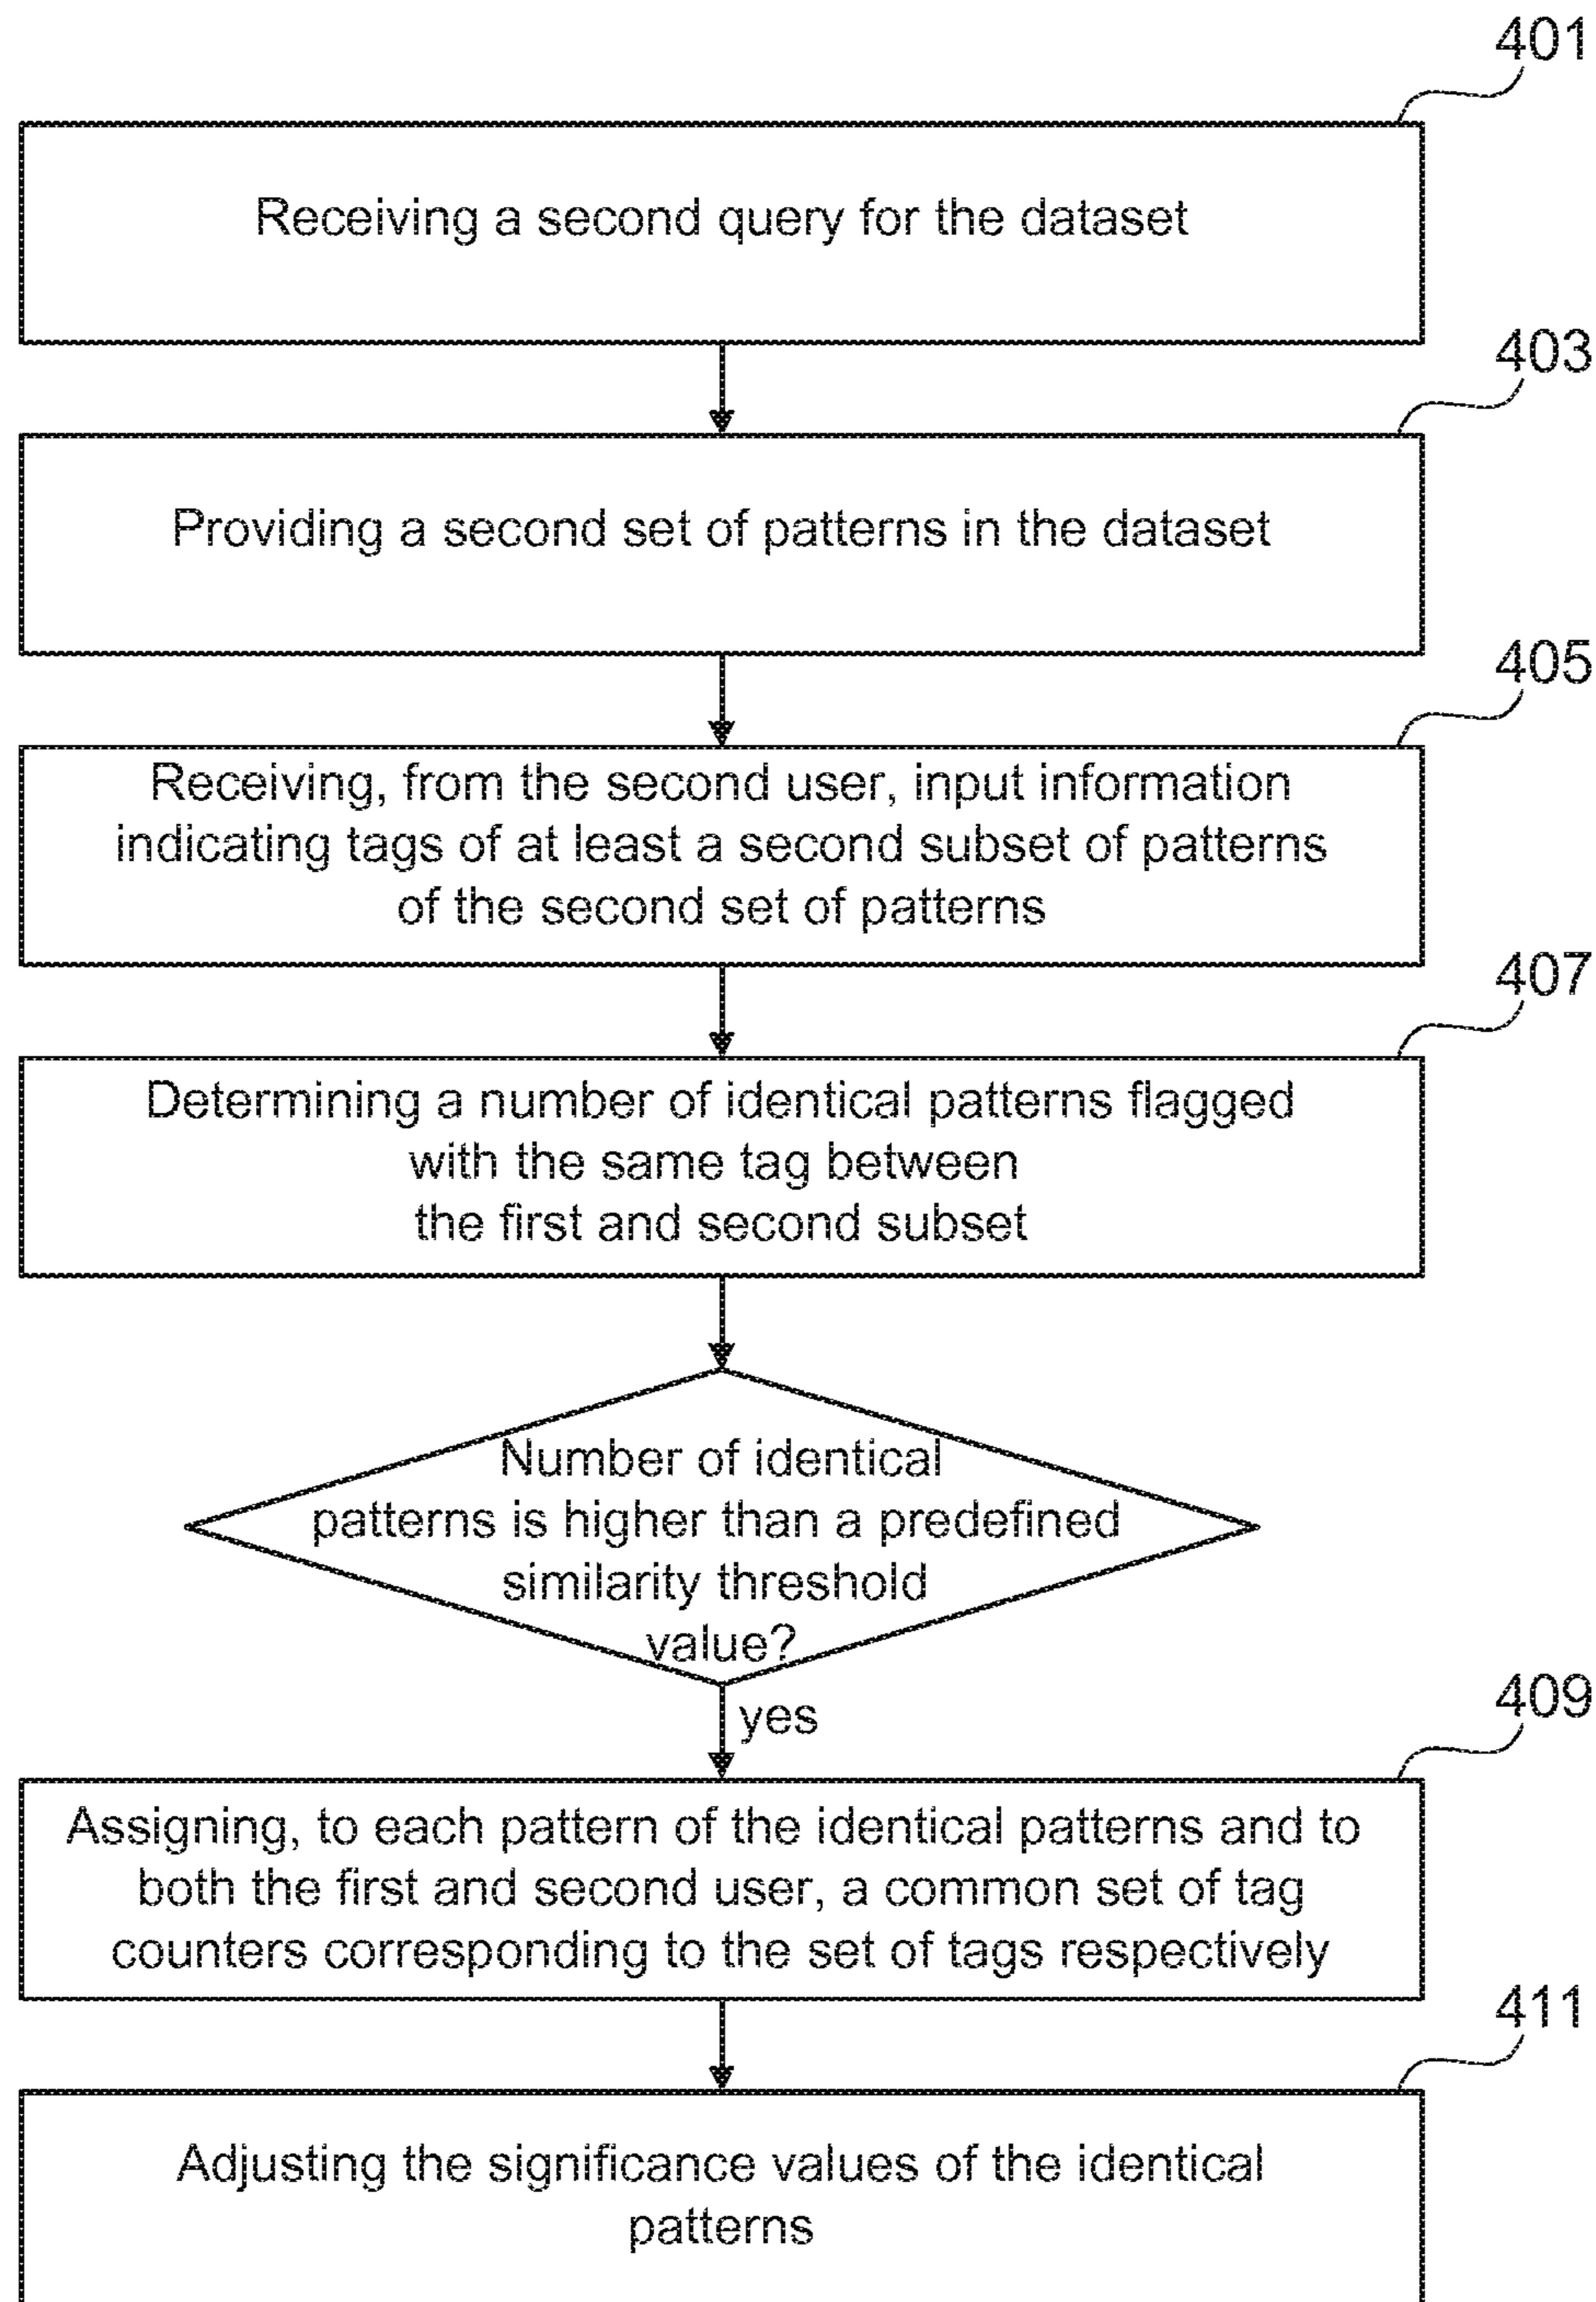 401
Receiving a second query for the dataset
403
Providing a second set of patterns in the dataset
405
Receiving, from the second user, input information
indicating tags of at least a second subset of patterns
of the second set of patterns
407
Determining a number of identical patterns flagged
with the same tag between
the first and second subset
Number of identical
patterns is higher than a predefined
similarity threshold
value?
yes
409
Assigning, to each pattern of the identical patterns and to
both the first and second user, a common set of tag
counters corresponding to the set of tags respectively
411
Adjusting the significance values of the identical
patterns